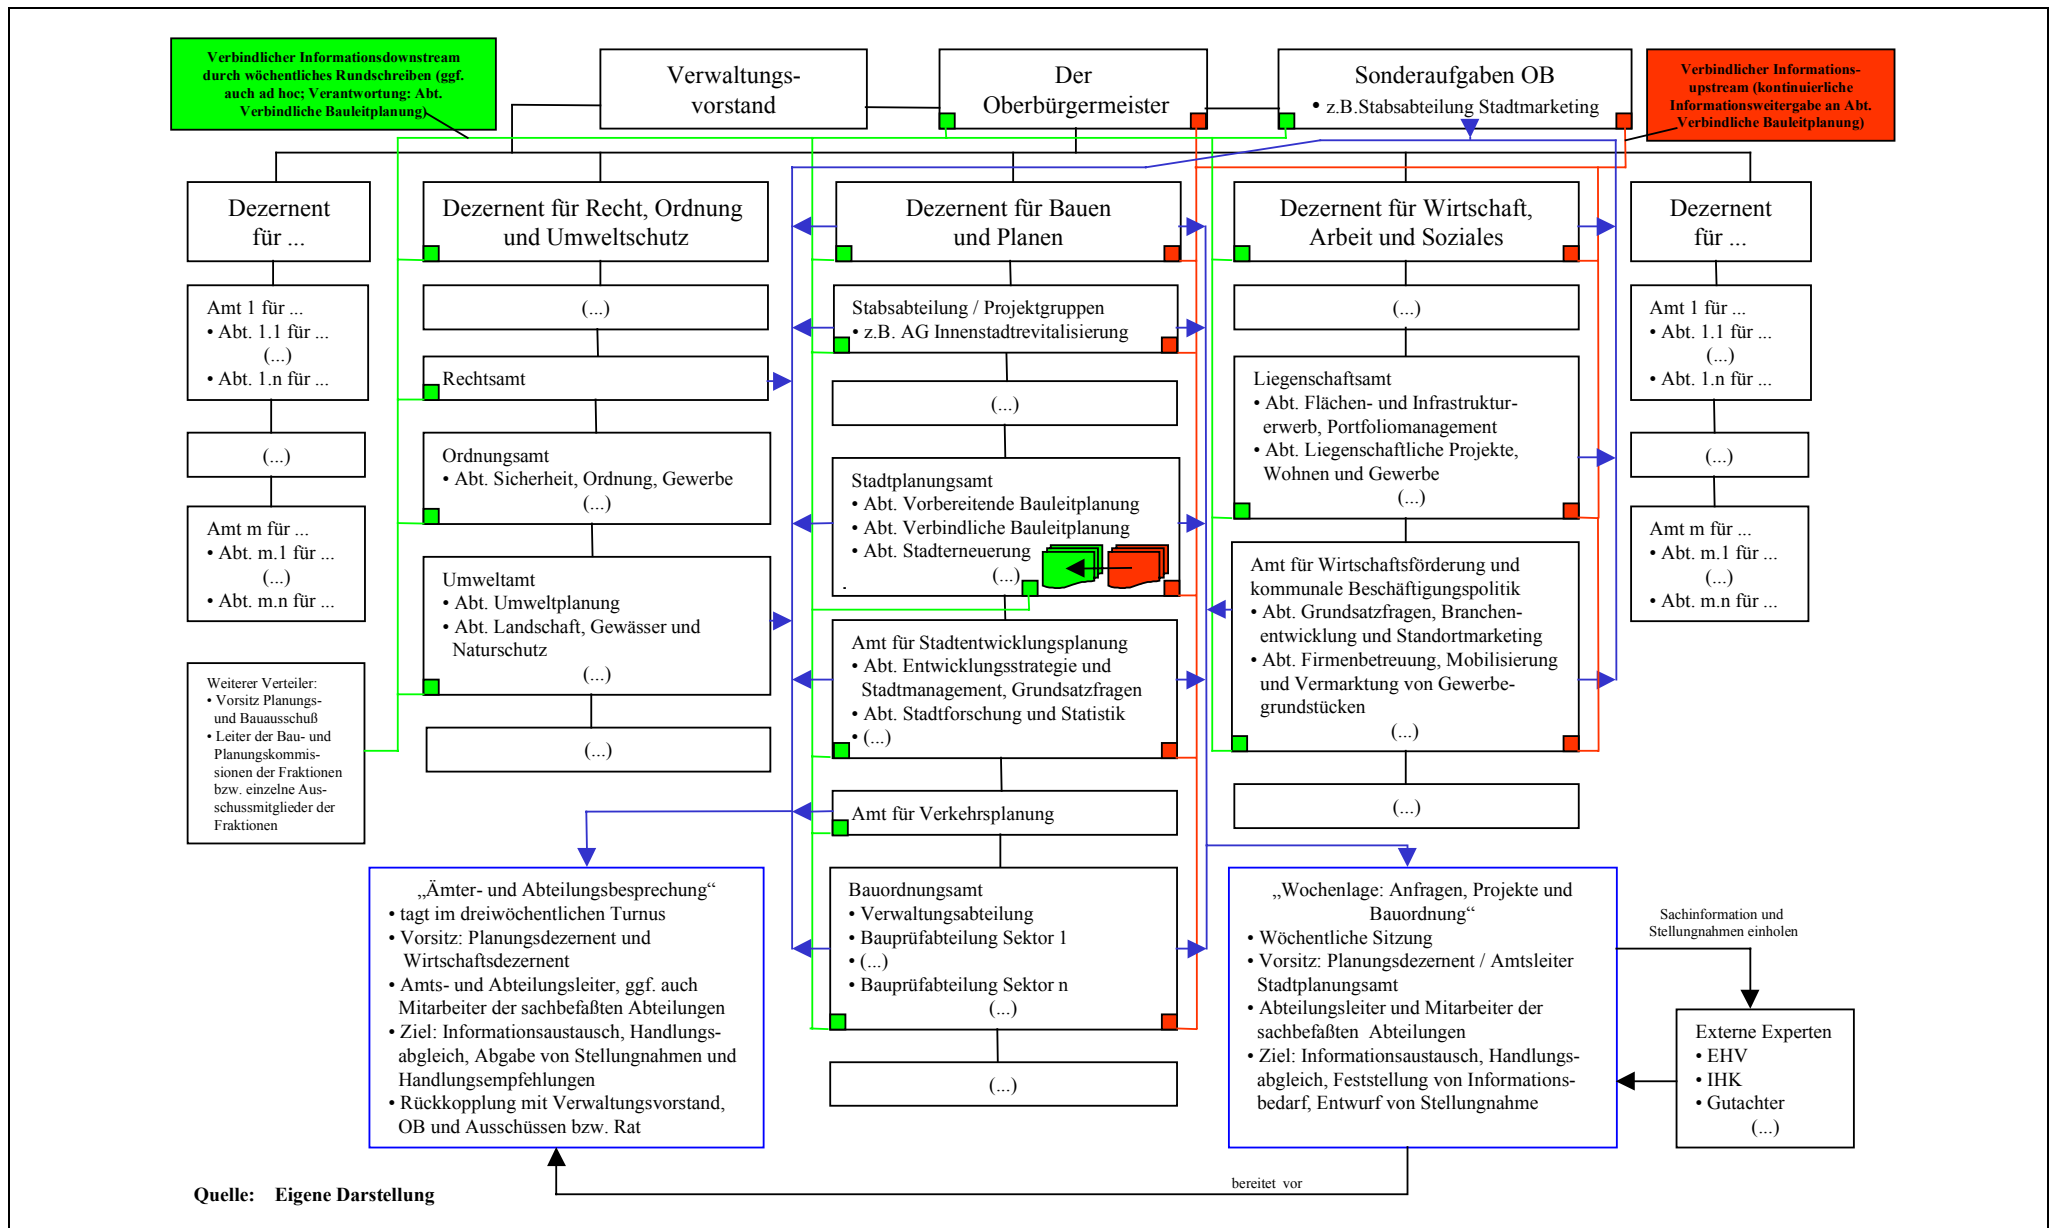 Verbindlicher Informationsdownstream
durch wöchentliches Rundschreiben (ggf.
auch ad hoc; Verantwortung: Abt.
Verbindliche Bauleitplanung)
Verwaltungs-
vorstand
Der
Oberbürgermeister
Sonderaufgaben OB
• z.B.Stabsabteilung Stadtmarketing
Verbindlicher Informations-
upstream (kontinuierliche
Informationsweitergabe an Abt.
Verbindliche Bauleitplanung)
Dezernent
für ...
Dezernent für Recht, Ordnung
und Umweltschutz
Dezernent für Bauen
und Planen
Dezernent für Wirtschaft,
Arbeit und Soziales
Dezernent
für ...
Amt 1 für ...
• Abt. 1.1 für ...
(...)
• Abt. 1.n für ...
(...)
Amt m für ...
• Abt. m.1 für ...
(...)
• Abt. m.n für ...
Weiterer Verteiler:
• Vorsitz Planungs-
und Bauausschuß
• Leiter der Bau- und
Planungskommis-
sionen der Fraktionen
bzw. einzelne Aus-
schussmitglieder der
Fraktionen
(...)
Rechtsamt
Ordnungsamt
• Abt. Sicherheit, Ordnung, Gewerbe
(...)
Umweltamt
• Abt. Umweltplanung
• Abt. Landschaft, Gewässer und
Naturschutz
(...)
(...)
Stabsabteilung / Projektgruppen
• z.B. AG Innenstadtrevitalisierung
(...)
Stadtplanungsamt
• Abt. Vorbereitende Bauleitplanung
• Abt. Verbindliche Bauleitplanung
• Abt. Stadterneuerung
(...)
.
Amt für Stadtentwicklungsplanung
• Abt. Entwicklungsstrategie und
Stadtmanagement, Grundsatzfragen
• Abt. Stadtforschung und Statistik
• (...)
Amt für Verkehrsplanung
Bauordnungsamt
• Verwaltungsabteilung
• Bauprüfabteilung Sektor 1
• (...)
• Bauprüfabteilung Sektor n
(...)
(...)
(...)
Liegenschaftsamt
• Abt. Flächen- und Infrastruktur-
erwerb, Portfoliomanagement
• Abt. Liegenschaftliche Projekte,
Wohnen und Gewerbe
(...)
Amt für Wirtschaftsförderung und
kommunale Beschäftigungspolitik
• Abt. Grundsatzfragen, Branchen-
entwicklung und Standortmarketing
• Abt. Firmenbetreuung, Mobilisierung
und Vermarktung von Gewerbe-
grundstücken
(...)
(...)
Amt 1 für ...
• Abt. 1.1 für ...
(...)
• Abt. 1.n für ...
(...)
Amt m für ...
• Abt. m.1 für ...
(...)
• Abt. m.n für ...
„Ämter- und Abteilungsbesprechung“
• tagt im dreiwöchentlichen Turnus
• Vorsitz: Planungsdezernent und
Wirtschaftsdezernent
• Amts- und Abteilungsleiter, ggf. auch
Mitarbeiter der sachbefaßten Abteilungen
• Ziel: Informationsaustausch, Handlungs-
abgleich, Abgabe von Stellungnahmen und
Handlungsempfehlungen
• Rückkopplung mit Verwaltungsvorstand,
OB und Ausschüssen bzw. Rat
„Wochenlage: Anfragen, Projekte und
Bauordnung“
• Wöchentliche Sitzung
• Vorsitz: Planungsdezernent / Amtsleiter
Stadtplanungsamt
• Abteilungsleiter und Mitarbeiter der
sachbefaßten Abteilungen
• Ziel: Informationsaustausch, Handlungs-
abgleich, Feststellung von Informations-
bedarf, Entwurf von Stellungnahme
Sachinformation und
Stellungnahmen einholen
Externe Experten
• EHV
• IHK
• Gutachter
(...)
bereitet vor
Quelle: Eigene Darstellung